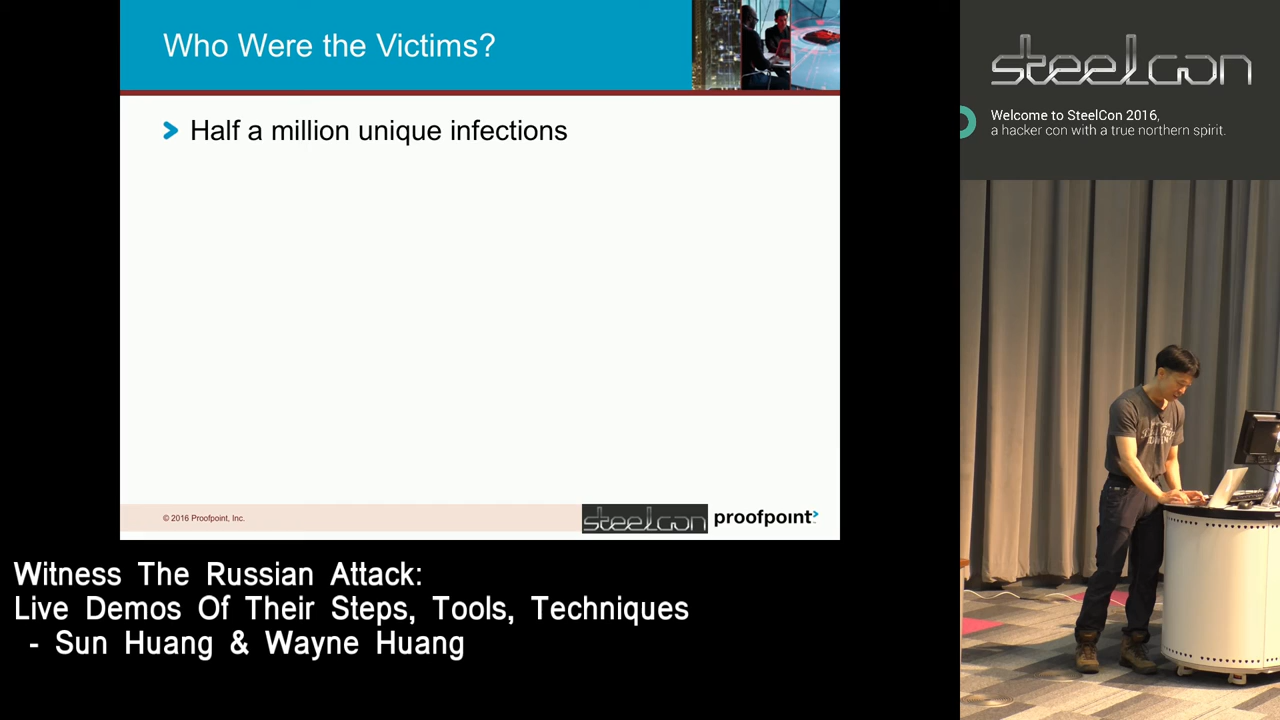 Who Were the Victims?
Half a million unique infections
© 2016 Proofpoint, Inc.
steelcon
proofpoint
Witness The Russian Attack:
Live Demos Of Their Steps, Tools, Techniques
- Sun Huang & Wayne Huang
steelcon
Welcome to SteelCon 2016,
a hacker con with a true northern spirit.